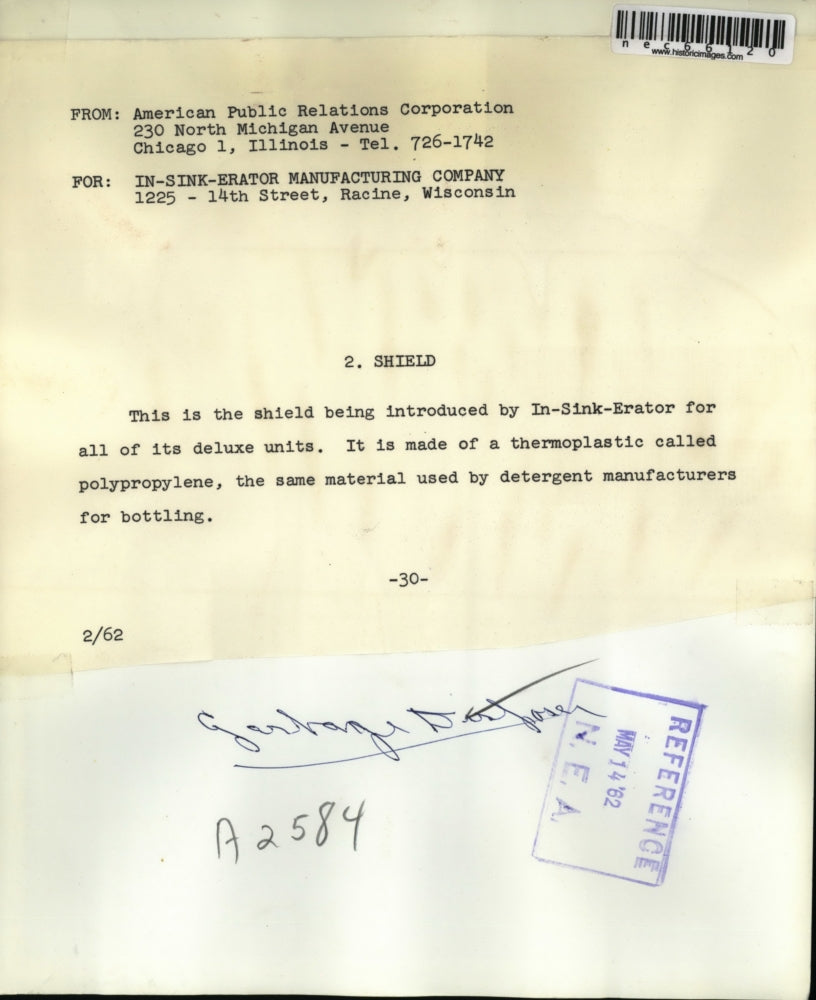 nec66120
www.historicimages.com
FROM: American Public Relations Corporation
230 North Michigan Avenue
Chicago 1, Illinois - Tel. 726-1742
FOR: IN-SINK-ERATOR MANUFACTURING COMPANY
1225 - 14th Street, Racine, Wisconsin
2. SHIELD
This is the shield being introduced by In-Sink-Erator for
all of its deluxe units. It is made of a thermoplastic called
polypropylene, the same material used by detergent manufacturers
for bottling.
-30-
2/62
Garbage Disposer
REFERENCE
MAY 14 '62
N. E. A.
A2584